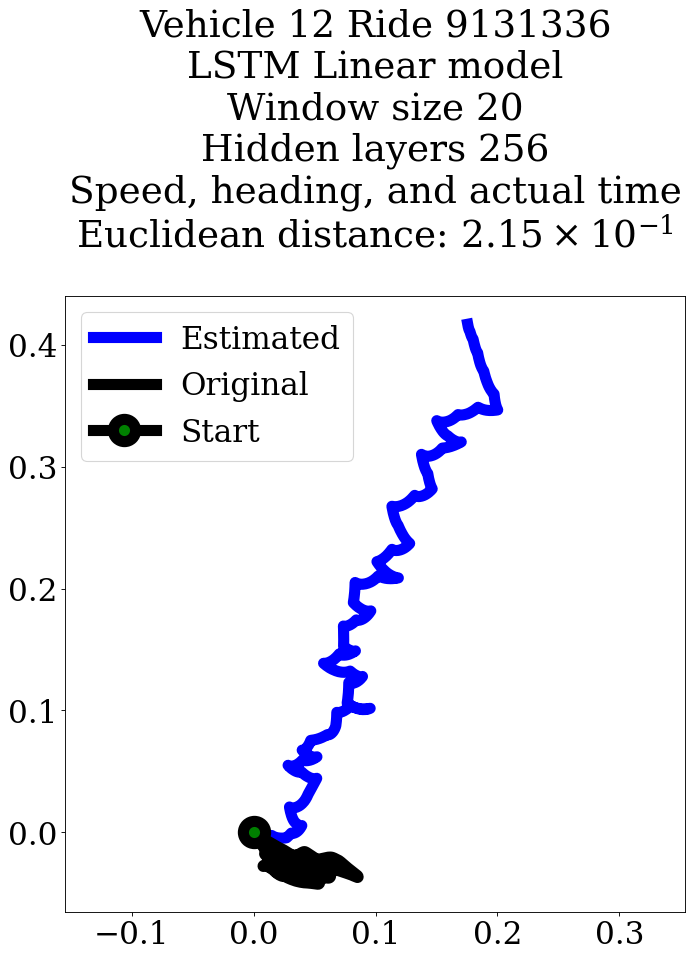 Vehicle 12 Ride 9131336
LSTM Linear model
Window size 20
Hidden layers 256
Speed, heading, and actual time
Euclidean distance: 2.15 × 10⁻¹
Estimated
Original
Start
0.4
0.3
0.2
0.1
0.0
−0.1 0.0 0.1 0.2 0.3